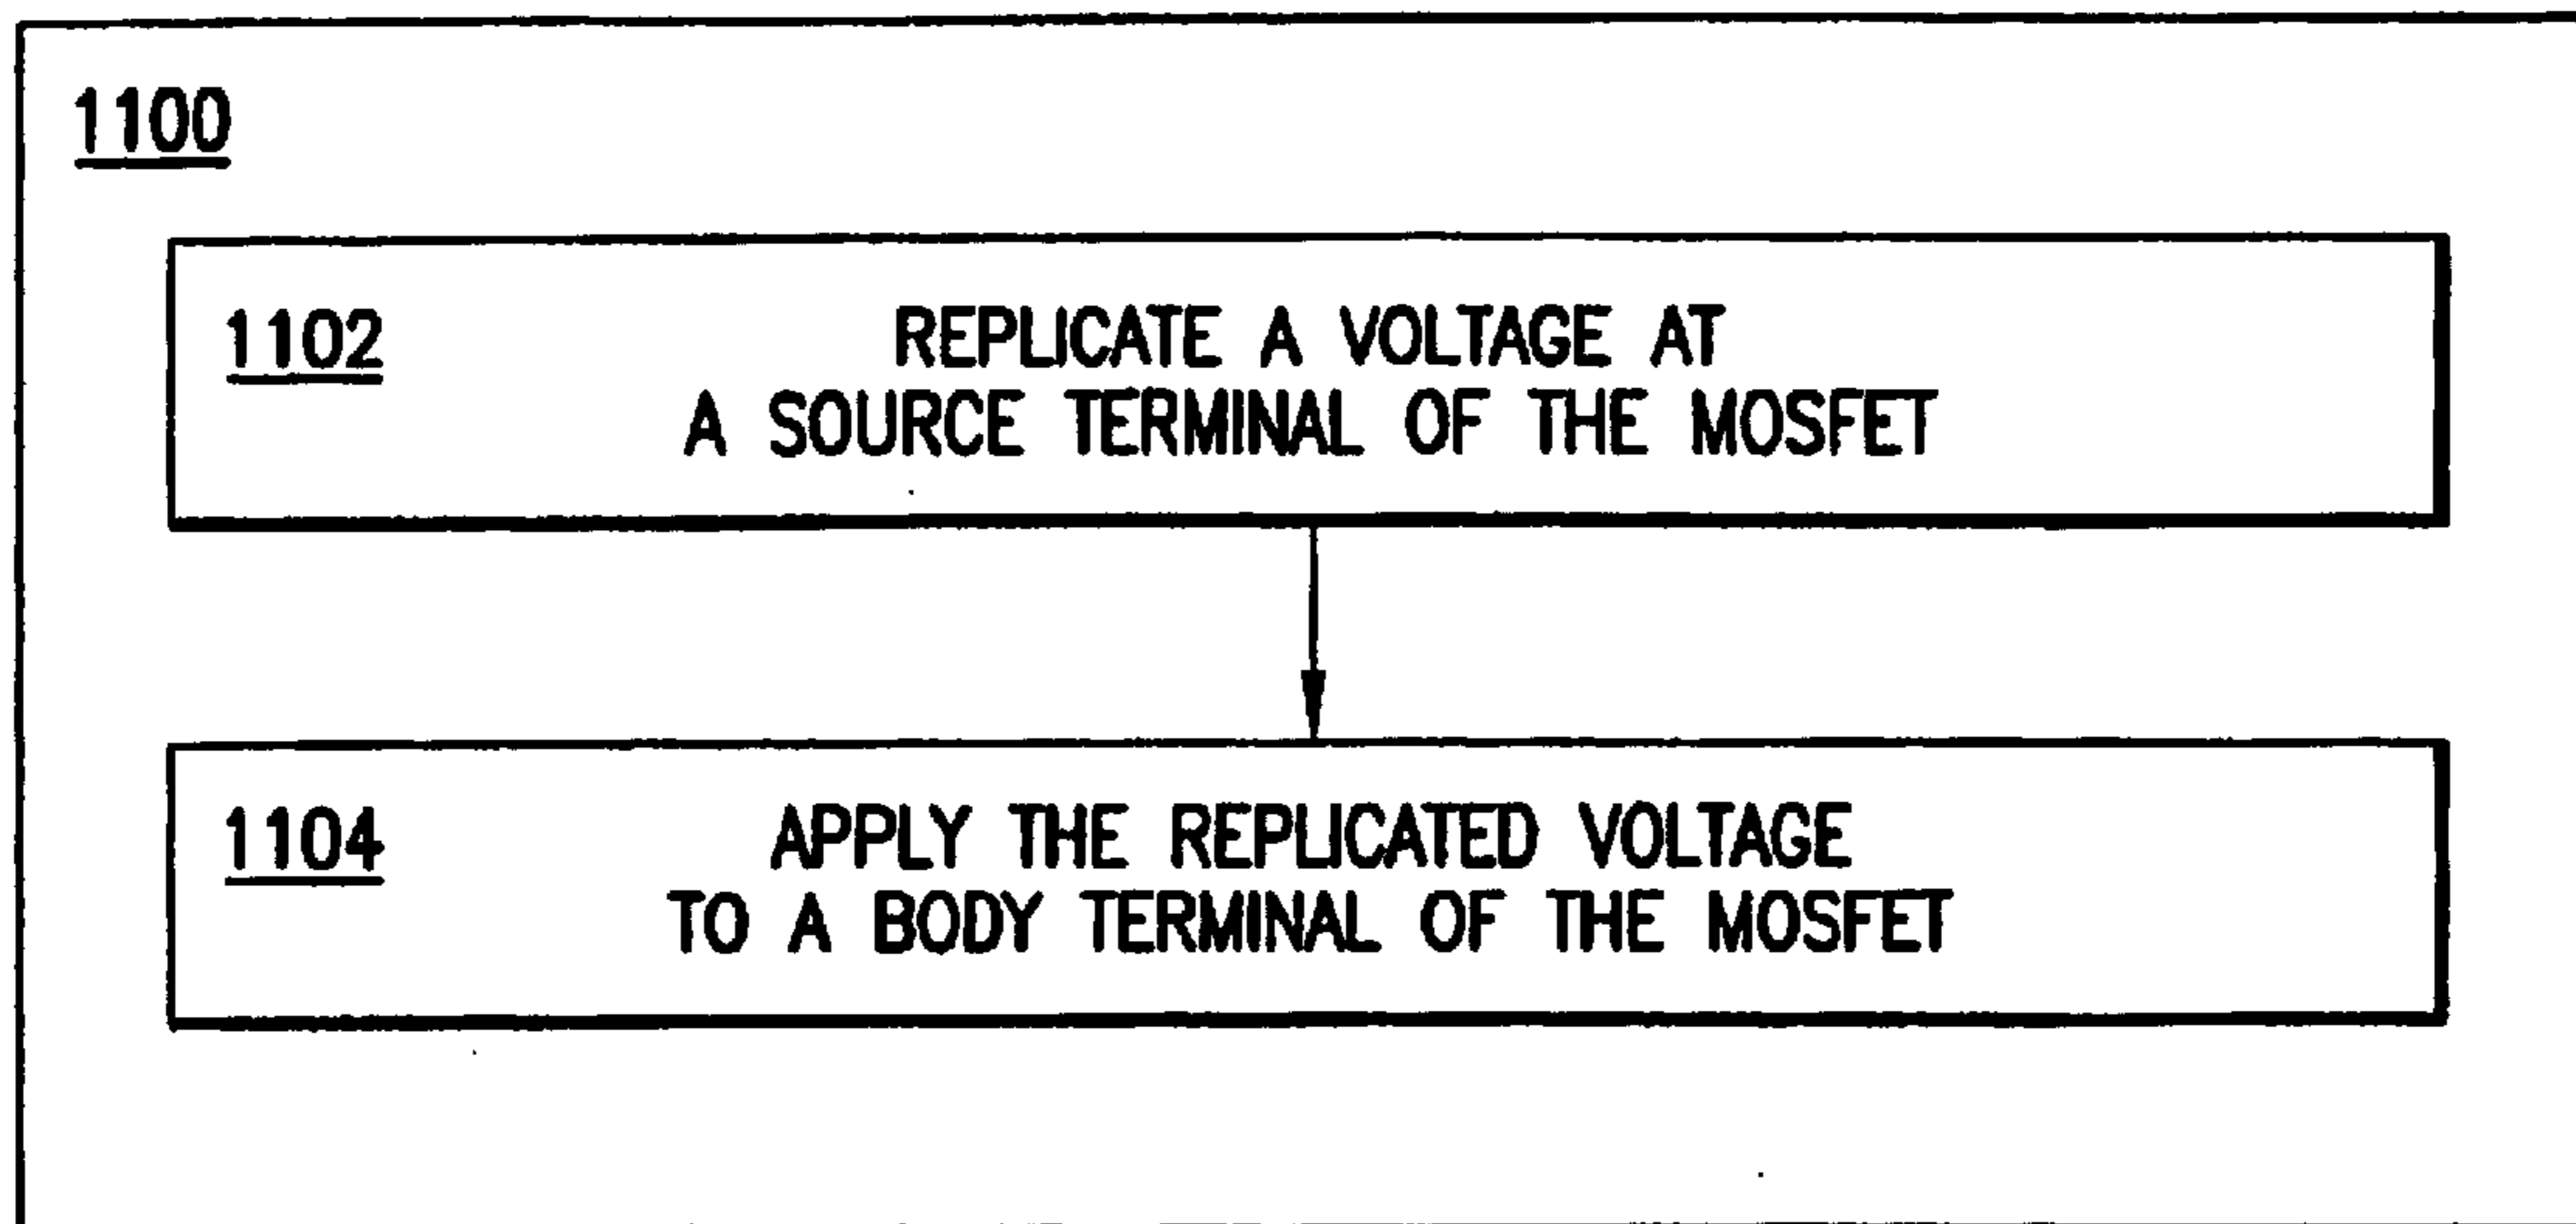 1100
1102
REPLICATE A VOLTAGE AT
A SOURCE TERMINAL OF THE MOSFET
1104
APPLY THE REPLICATED VOLTAGE
TO A BODY TERMINAL OF THE MOSFET